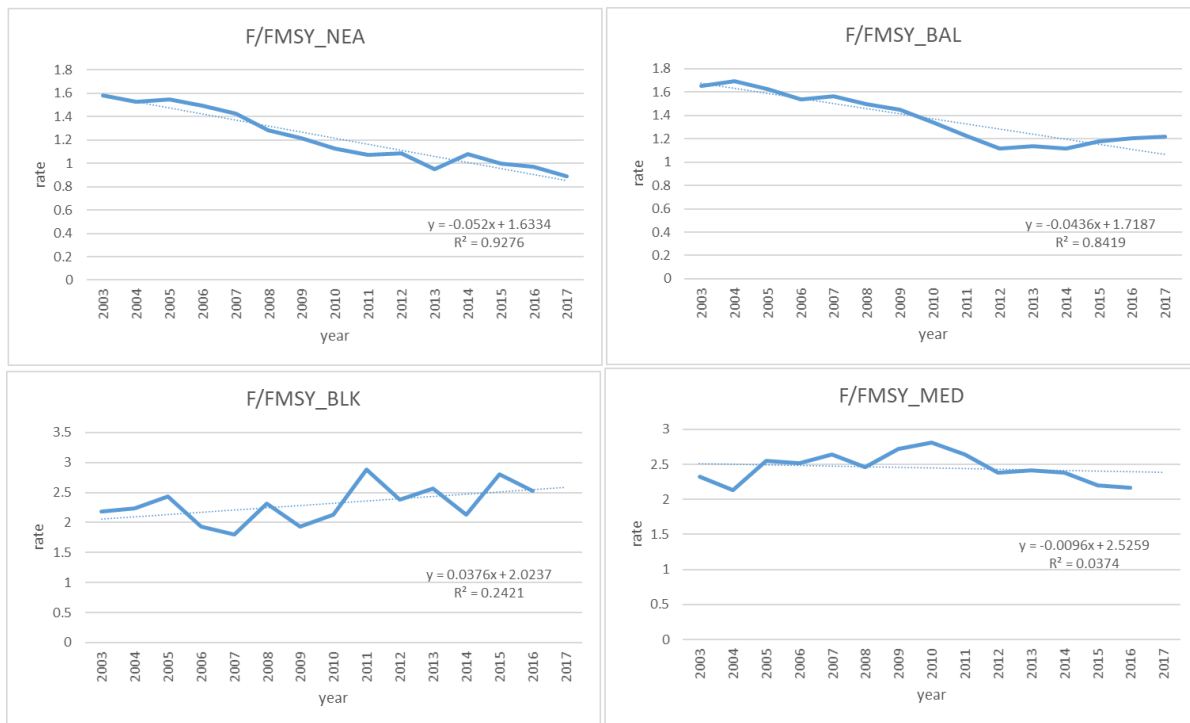 F/FMSY_NEA
1.8
1.6
1.4
1.2
1
0.8
0.6
0.4
0.2
0
rate
y = -0.052x + 1.6334
R² = 0.9276
2003 2004 2005 2006 2007 2008 2009 2010 2011 2012 2013 2014 2015 2016 2017
year
F/FMSY_BAL
1.8
1.6
1.4
1.2
1
0.8
0.6
0.4
0.2
0
rate
y = -0.0436x + 1.7187
R² = 0.8419
2003 2004 2005 2006 2007 2008 2009 2010 2011 2012 2013 2014 2015 2016 2017
year
F/FMSY_BLK
3.5
3
2.5
2
1.5
1
0.5
0
rate
y = 0.0376x + 2.0237
R² = 0.2421
2003 2004 2005 2006 2007 2008 2009 2010 2011 2012 2013 2014 2015 2016 2017
year
F/FMSY_MED
3
2.5
2
1.5
1
0.5
0
rate
y = -0.0096x + 2.5259
R² = 0.0374
2003 2004 2005 2006 2007 2008 2009 2010 2011 2012 2013 2014 2015 2016 2017
year